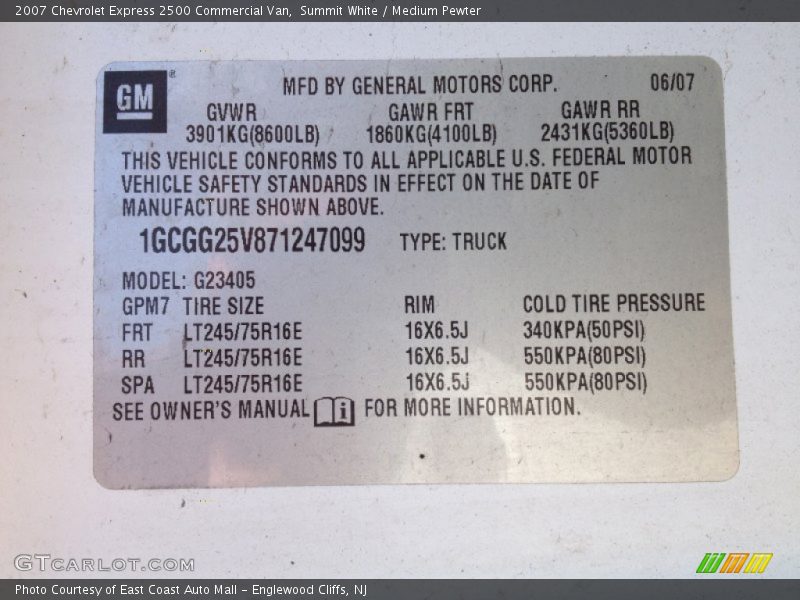 2007 Chevrolet Express 2500 Commercial Van, Summit White / Medium Pewter
GM ®
MFD BY GENERAL MOTORS CORP. 06/07
GVWR GAWR FRT GAWR RR
3901KG(8600LB) 1860KG(4100LB) 2431KG(5360LB)
THIS VEHICLE CONFORMS TO ALL APPLICABLE U.S. FEDERAL MOTOR
VEHICLE SAFETY STANDARDS IN EFFECT ON THE DATE OF
MANUFACTURE SHOWN ABOVE.
1GCGG25V871247099 TYPE: TRUCK
MODEL: G23405
GPM7 TIRE SIZE RIM COLD TIRE PRESSURE
FRT LT245/75R16E 16X6.5J 340KPA(50PSI)
RR LT245/75R16E 16X6.5J 550KPA(80PSI)
SPA LT245/75R16E 16X6.5J 550KPA(80PSI)
SEE OWNER'S MANUAL i FOR MORE INFORMATION.
GTCARLOT.COM
Photo Courtesy of East Coast Auto Mall - Englewood Cliffs, NJ